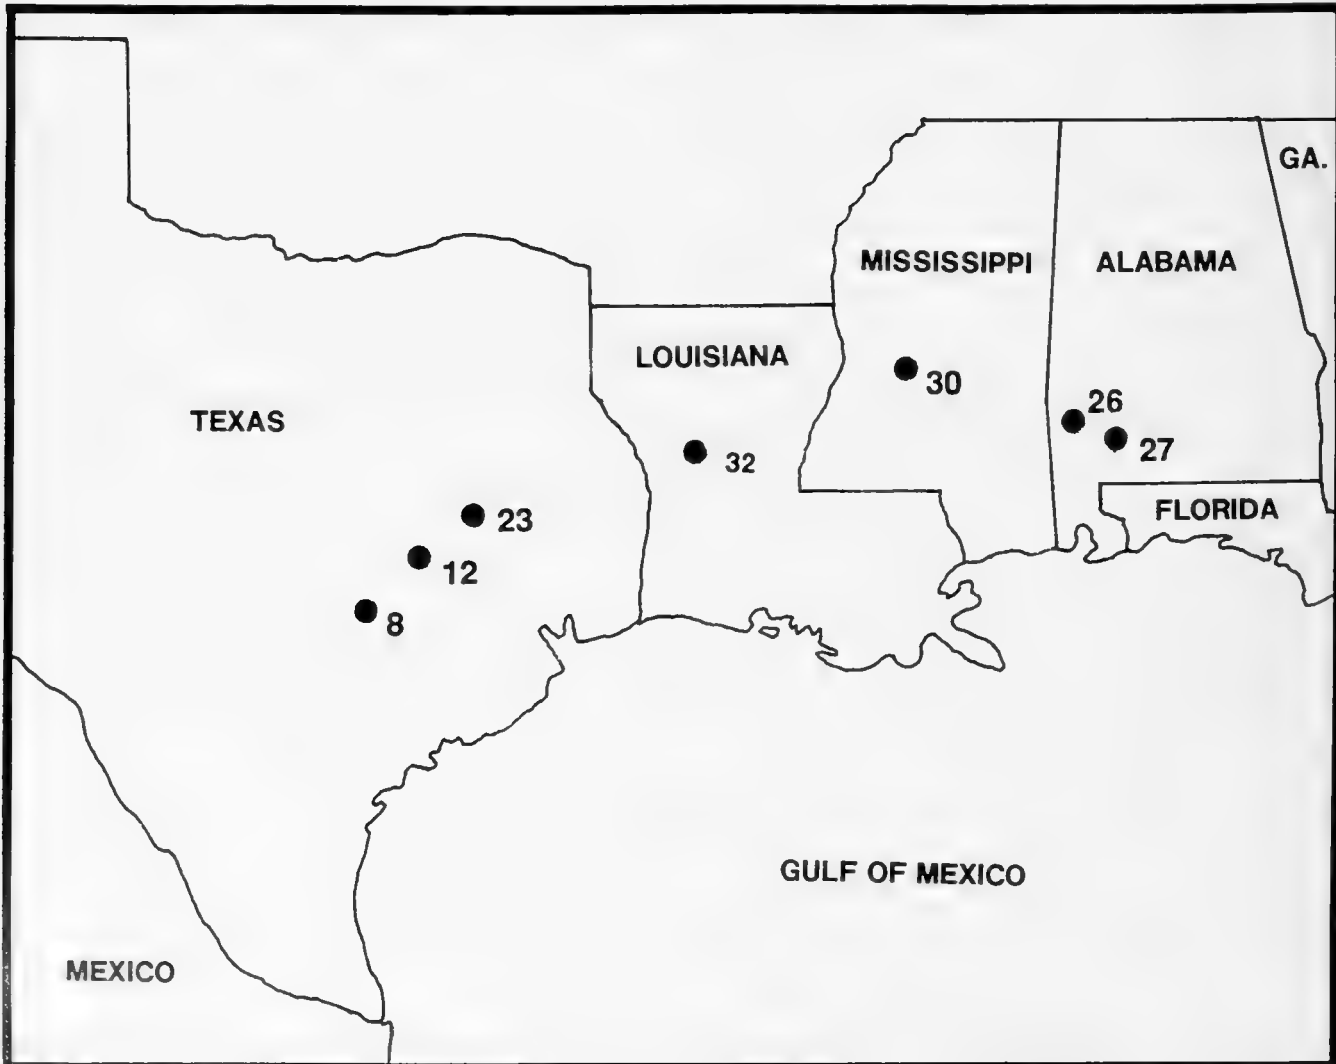 GA.
MISSISSIPPI
ALABAMA
LOUISIANA
30
TEXAS
26
27
32
23
FLORIDA
12
8
GULF OF MEXICO
MEXICO